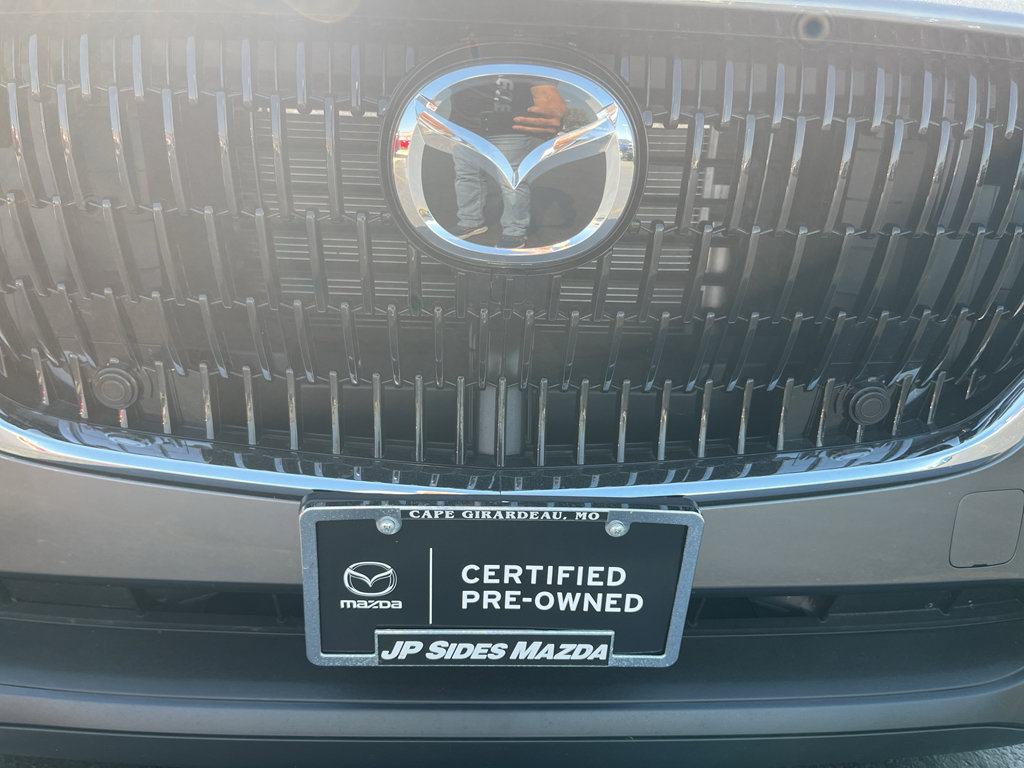 CAPE GIRARDEAU, MO
mazda
CERTIFIED
PRE-OWNED
JP SIDES MAZDA